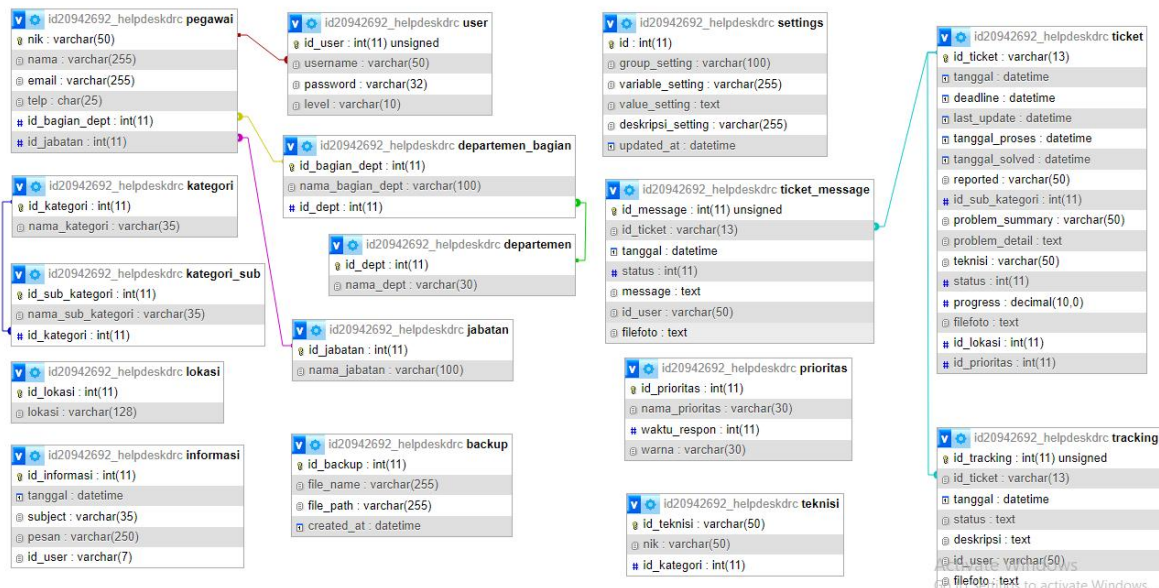 id20942692_helpdeskdrc pegawai
nik : varchar(50)
nama : varchar(255)
email : varchar(255)
telp : char(25)
id_bagian_dept : int(11)
id_jabatan : int(11)
id20942692_helpdeskdrc user
id_user : int(11) unsigned
username : varchar(50)
password : varchar(32)
level : varchar(10)
id20942692_helpdeskdrc departemen_bagian
id_bagian_dept : int(11)
nama_bagian_dept : varchar(100)
id_dept : int(11)
id20942692_helpdeskdrc kategori
id_kategori : int(11)
nama_kategori : varchar(35)
id20942692_helpdeskdrc departemen
id_dept : int(11)
nama_dept : varchar(30)
id20942692_helpdeskdrc kategori_sub
id_sub_kategori : int(11)
nama_sub_kategori : varchar(35)
id_kategori : int(11)
id20942692_helpdeskdrc jabatan
id_jabatan : int(11)
nama_jabatan : varchar(100)
id20942692_helpdeskdrc lokasi
id_lokasi : int(11)
lokasi : varchar(128)
id20942692_helpdeskdrc informasi
id_informasi : int(11)
tanggal : datetime
subject : varchar(35)
pesan : varchar(250)
id_user : varchar(7)
id20942692_helpdeskdrc backup
id_backup : int(11)
file_name : varchar(255)
file_path : varchar(255)
created_at : datetime
id20942692_helpdeskdrc settings
id : int(11)
group_setting : varchar(100)
variable_setting : varchar(255)
value_setting : text
deskripsi_setting : varchar(255)
updated_at : datetime
id20942692_helpdeskdrc ticket_message
id_message : int(11) unsigned
id_ticket : varchar(13)
tanggal : datetime
status : int(11)
message : text
id_user : varchar(50)
filefoto : text
id20942692_helpdeskdrc prioritas
id_prioritas : int(11)
nama_prioritas : varchar(30)
waktu_respon : int(11)
warna : varchar(30)
id20942692_helpdeskdrc teknisi
id_teknisi : varchar(50)
nik : varchar(50)
id_kategori : int(11)
id20942692_helpdeskdrc ticket
id_ticket : varchar(13)
tanggal : datetime
deadline : datetime
last_update : datetime
tanggal_proses : datetime
tanggal_solved : datetime
reported : varchar(50)
id_sub_kategori : int(11)
problem_summary : varchar(50)
problem_detail : text
teknisi : varchar(50)
status : int(11)
progress : decimal(10,0)
filefoto : text
id_lokasi : int(11)
id_prioritas : int(11)
id20942692_helpdeskdrc tracking
id_tracking : int(11) unsigned
id_ticket : varchar(13)
tanggal : datetime
status : text
deskripsi : text
id_user : varchar(50)
filefoto : text
Activate Windows
Go to Settings to activate Windows